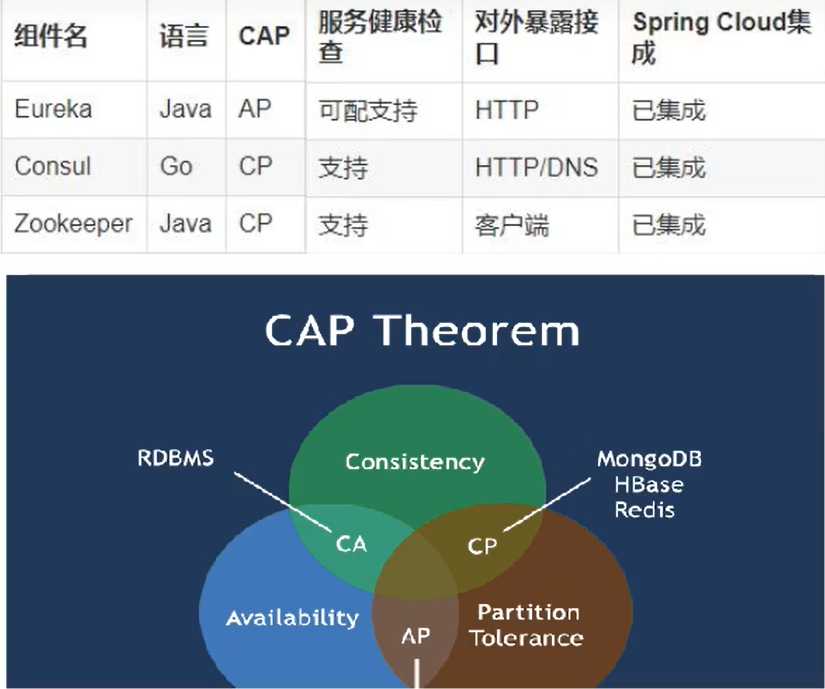 组件名 语言 CAP 服务健康检查 对外暴露接口 Spring Cloud集成
Eureka Java AP 可配支持 HTTP 已集成
Consul Go CP 支持 HTTP/DNS 已集成
Zookeeper Java CP 支持 客户端 已集成
CAP Theorem
RDBMS
Consistency
MongoDB
HBase
Redis
CA
CP
Availability
Partition
Tolerance
AP